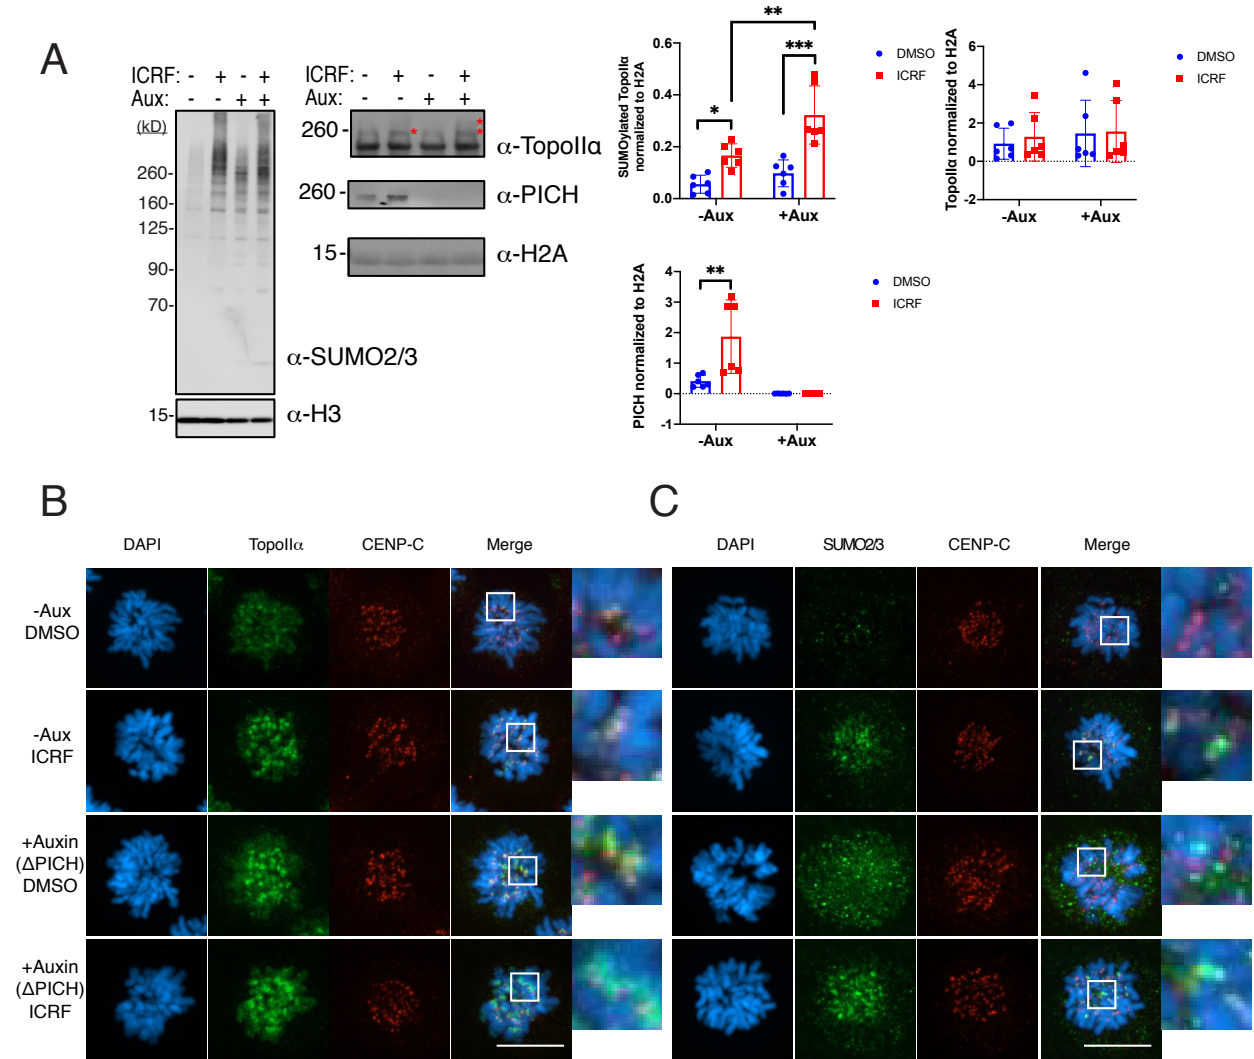 A
ICRF: - + - +
Aux: - - + +
(kD)
260-
160-
125-
90-
70-
α-SUMO2/3
15-
α-H3
ICRF: - + - +
Aux: - - + +
260-
* * *
α-TopoIIα
260-
α-PICH
15-
α-H2A
SUMOylated TopoIIα
normalized to H2A
0.6
0.4
0.2
0.0
*
***
**
-Aux
+Aux
DMSO
ICRF
TopoIIα normalized to H2A
6
4
2
0
-2
-Aux
+Aux
DMSO
ICRF
PICH normalized to H2A
4
3
2
1
0
-1
**
-Aux
+Aux
DMSO
ICRF
B
DAPI
TopoIIα
CENP-C
Merge
-Aux
DMSO
-Aux
ICRF
+Auxin
(ΔPICH)
DMSO
+Auxin
(ΔPICH)
ICRF
C
DAPI
SUMO2/3
CENP-C
Merge